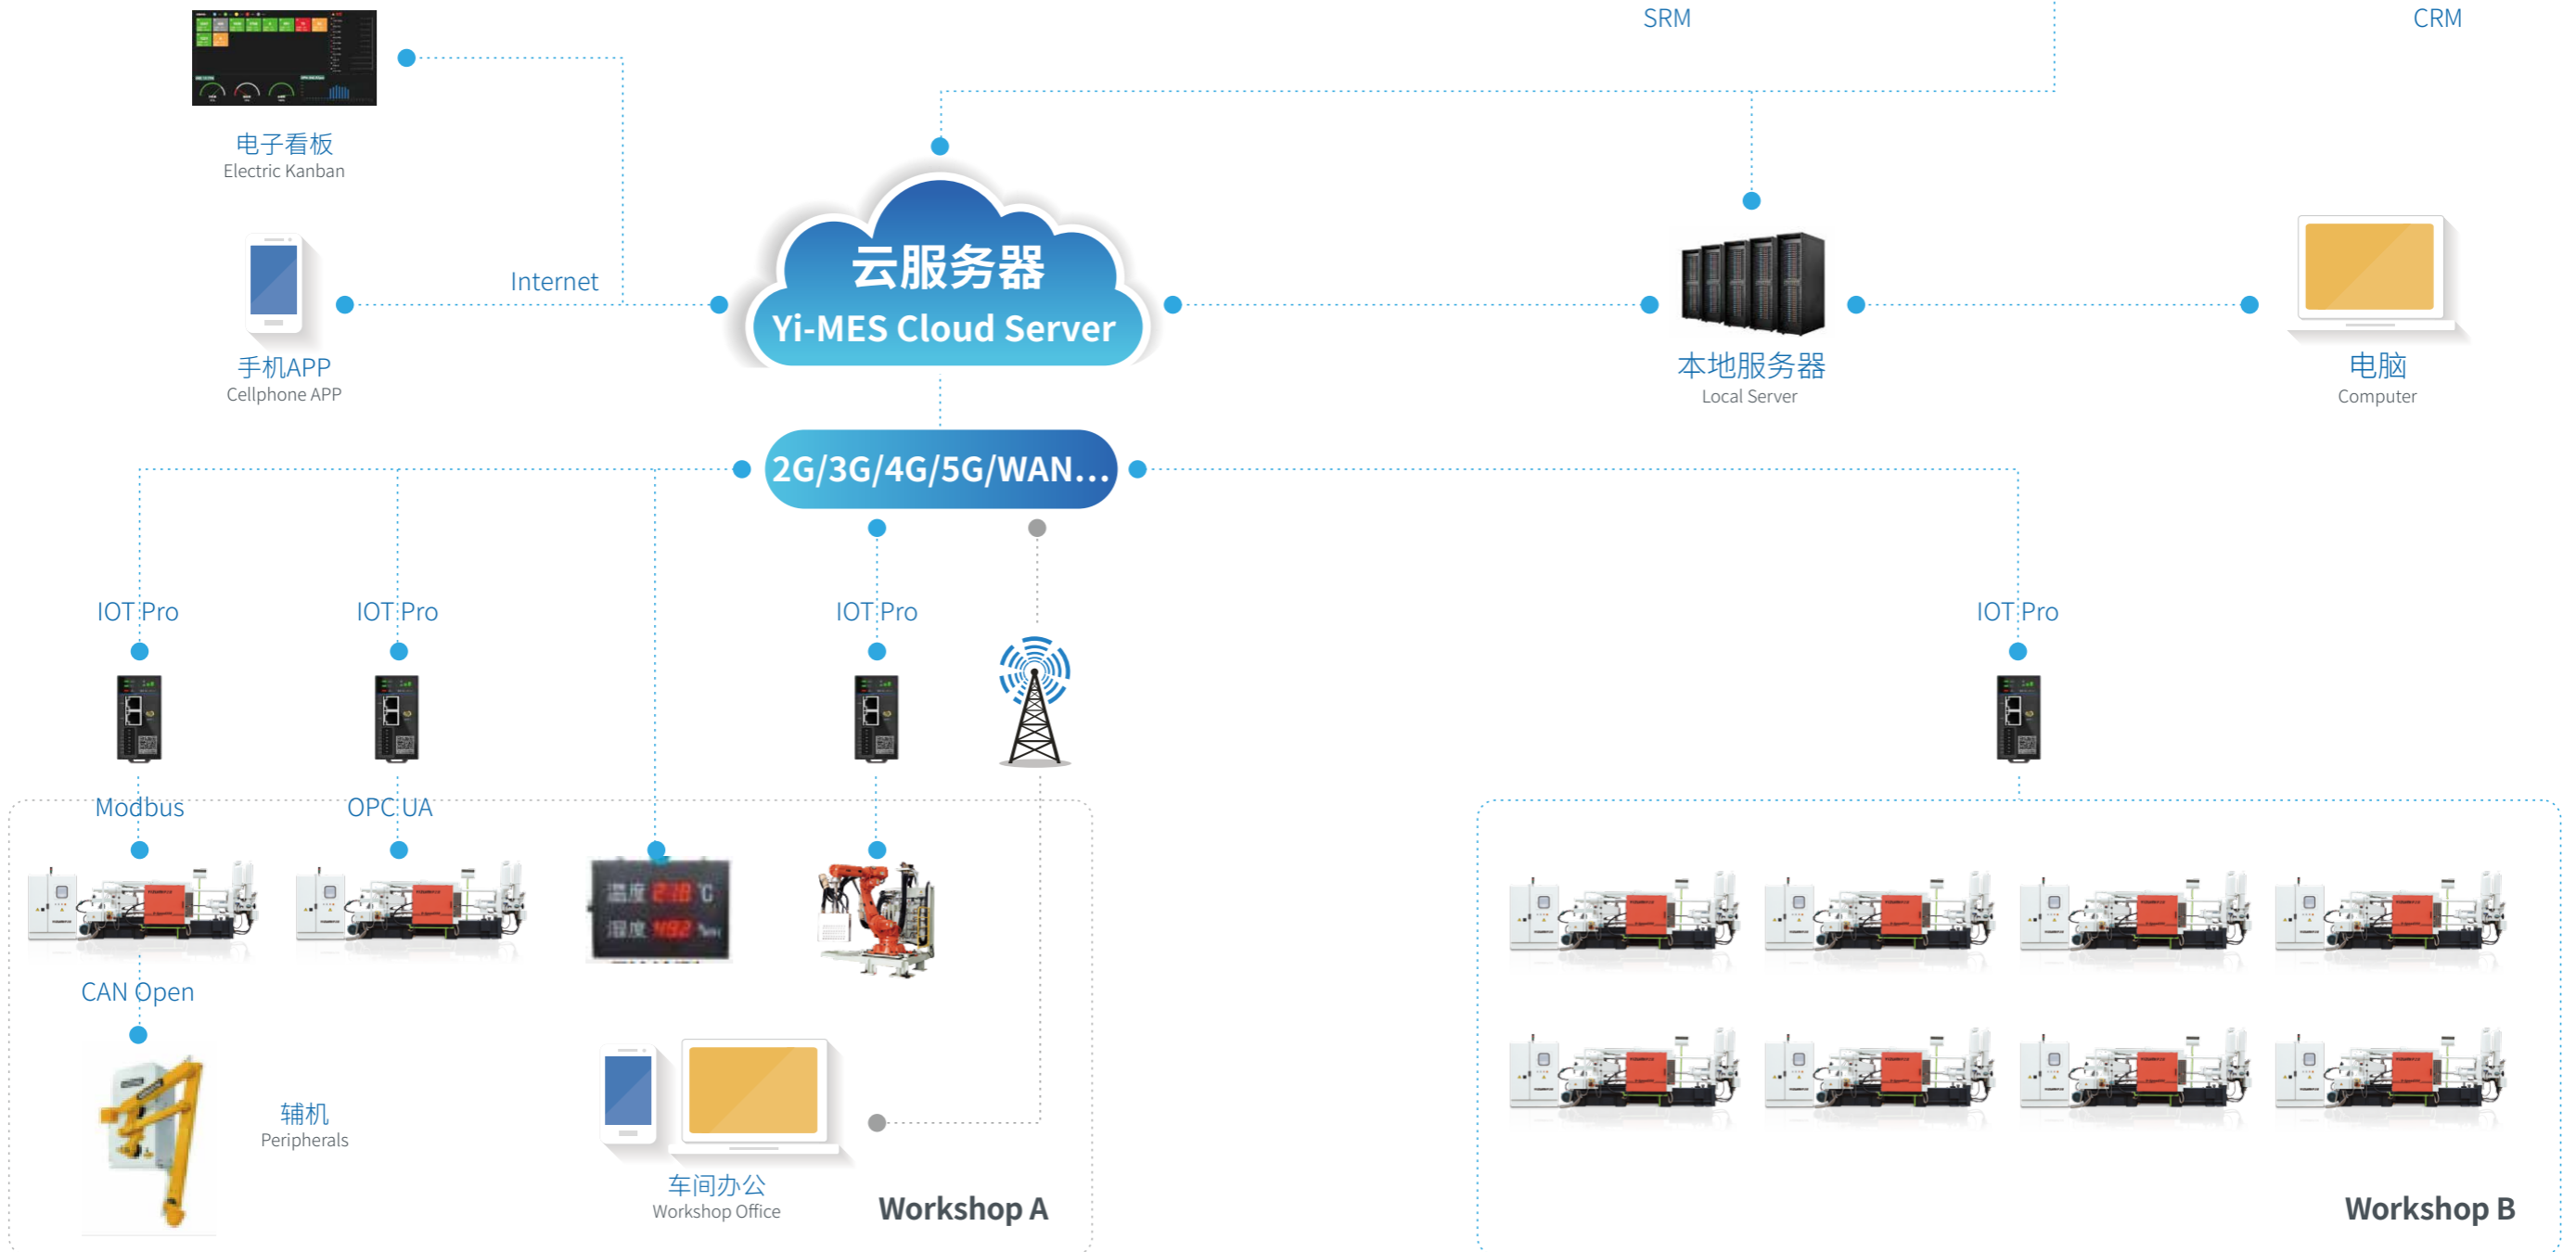 SRM
CRM
电子看板
Electric Kanban
云服务器
Yi-MES Cloud Server
Internet
手机APP
Cellphone APP
本地服务器
Local Server
电脑
Computer
2G/3G/4G/5G/WAN...
IOT Pro
IOT Pro
IOT Pro
IOT Pro
Modbus
OPC UA
温度 218 ℃
湿度 492 %RH
CAN Open
辅机
Peripherals
车间办公
Workshop Office
Workshop A
Workshop B